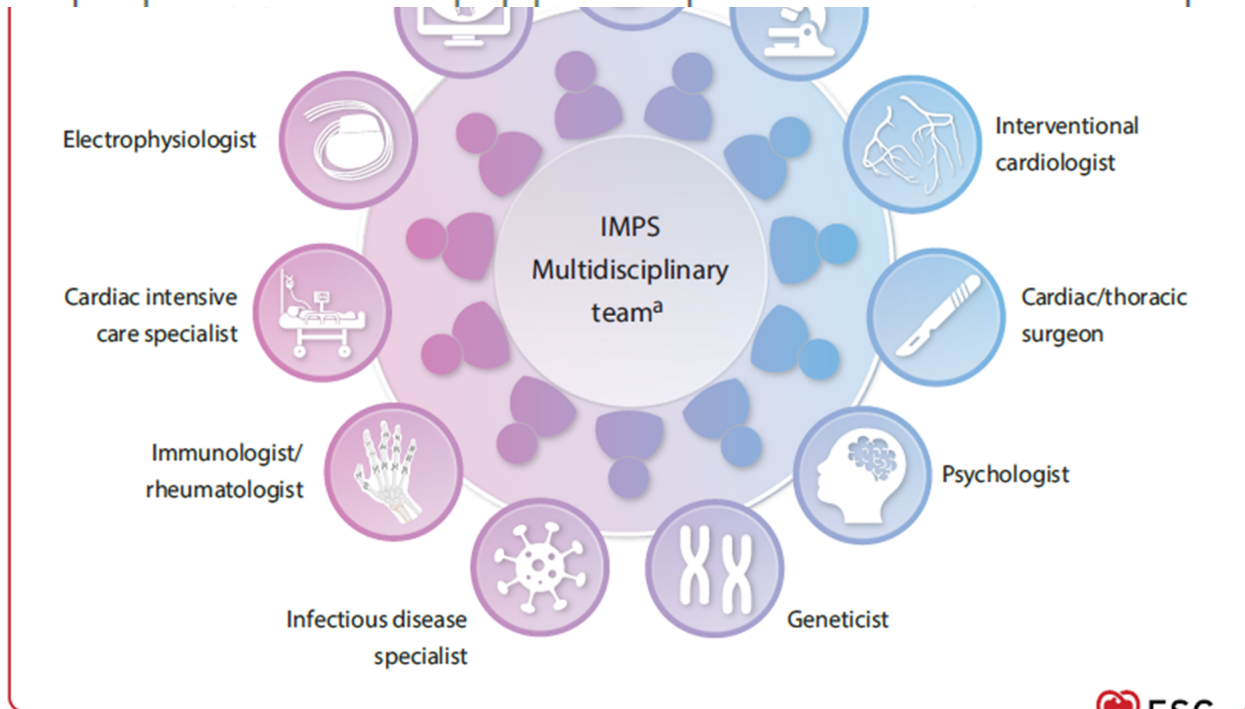 Electrophysiologist
Interventional
cardiologist
IMPS
Multidisciplinary
teamᵃ
Cardiac intensive
care specialist
Cardiac/thoracic
surgeon
Immunologist/
rheumatologist
Psychologist
Infectious disease
specialist
Geneticist
ESC